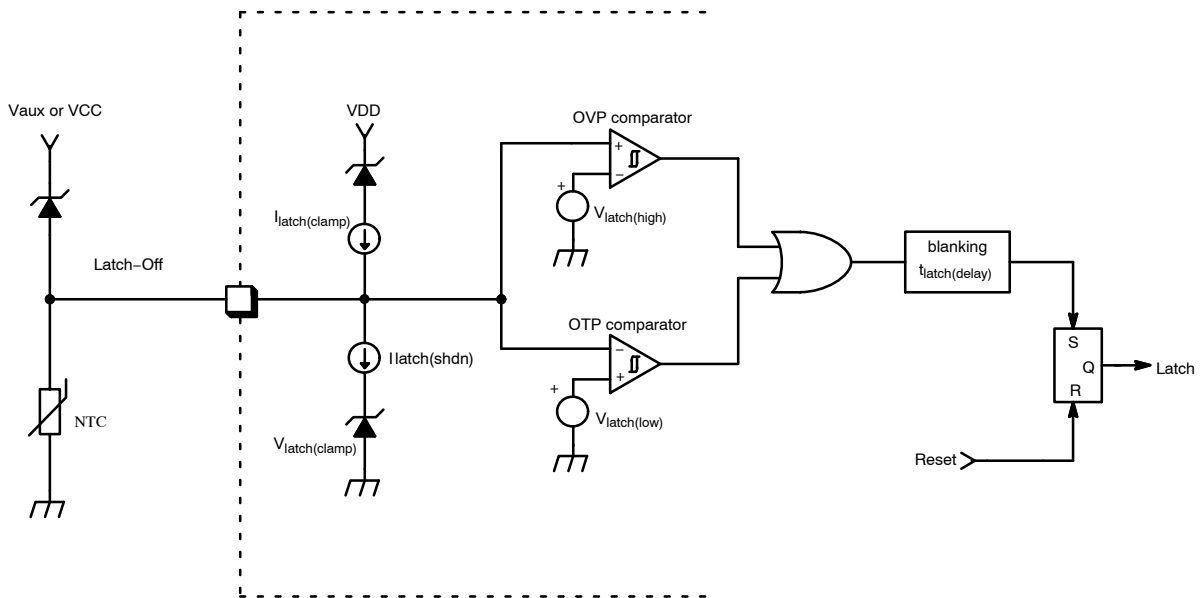 Vaux or VCC
VDD
OVP comparator
+
−
+
Vlatch(high)
Ilatch(clamp)
Latch−Off
blanking
tlatch(delay)
OTP comparator
−
+
+
Vlatch(low)
I latch(shdn)
NTC
Vlatch(clamp)
S
Q
R
Latch
Reset